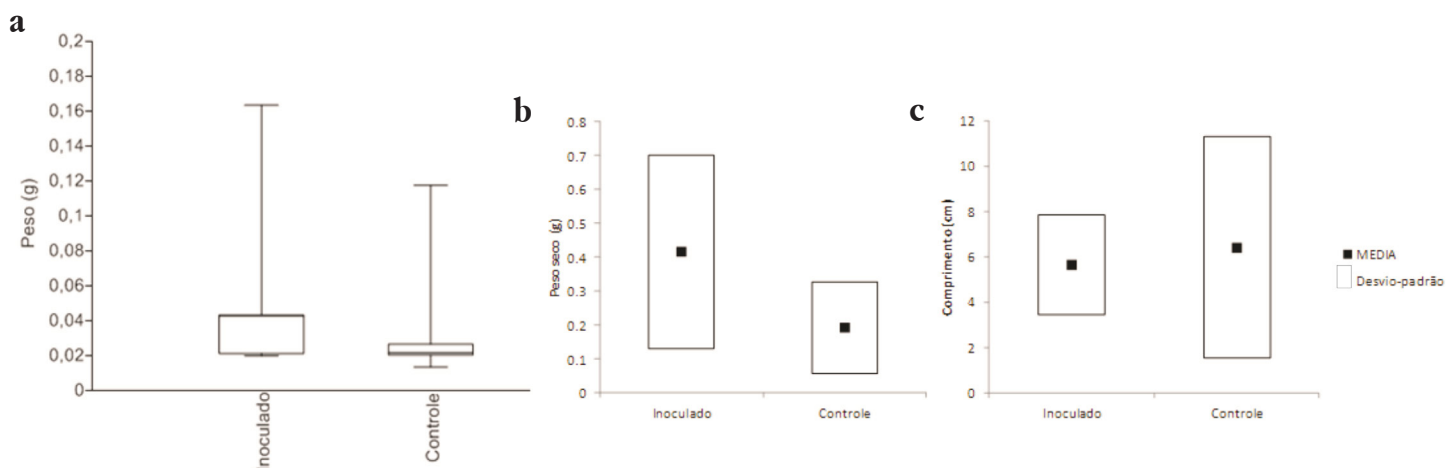 a
0,2
0,18
0,16
0,14
0,12
0,1
0,08
0,06
0,04
0,02
0
Peso (g)
Inoculado
Controle
b
0.8
0.7
0.6
0.5
0.4
0.3
0.2
0.1
0
Peso seco (g)
Inoculado
Controle
c
12
10
8
6
4
2
0
Comprimento (cm)
Inoculado
Controle
MEDIA
Desvio-padrão